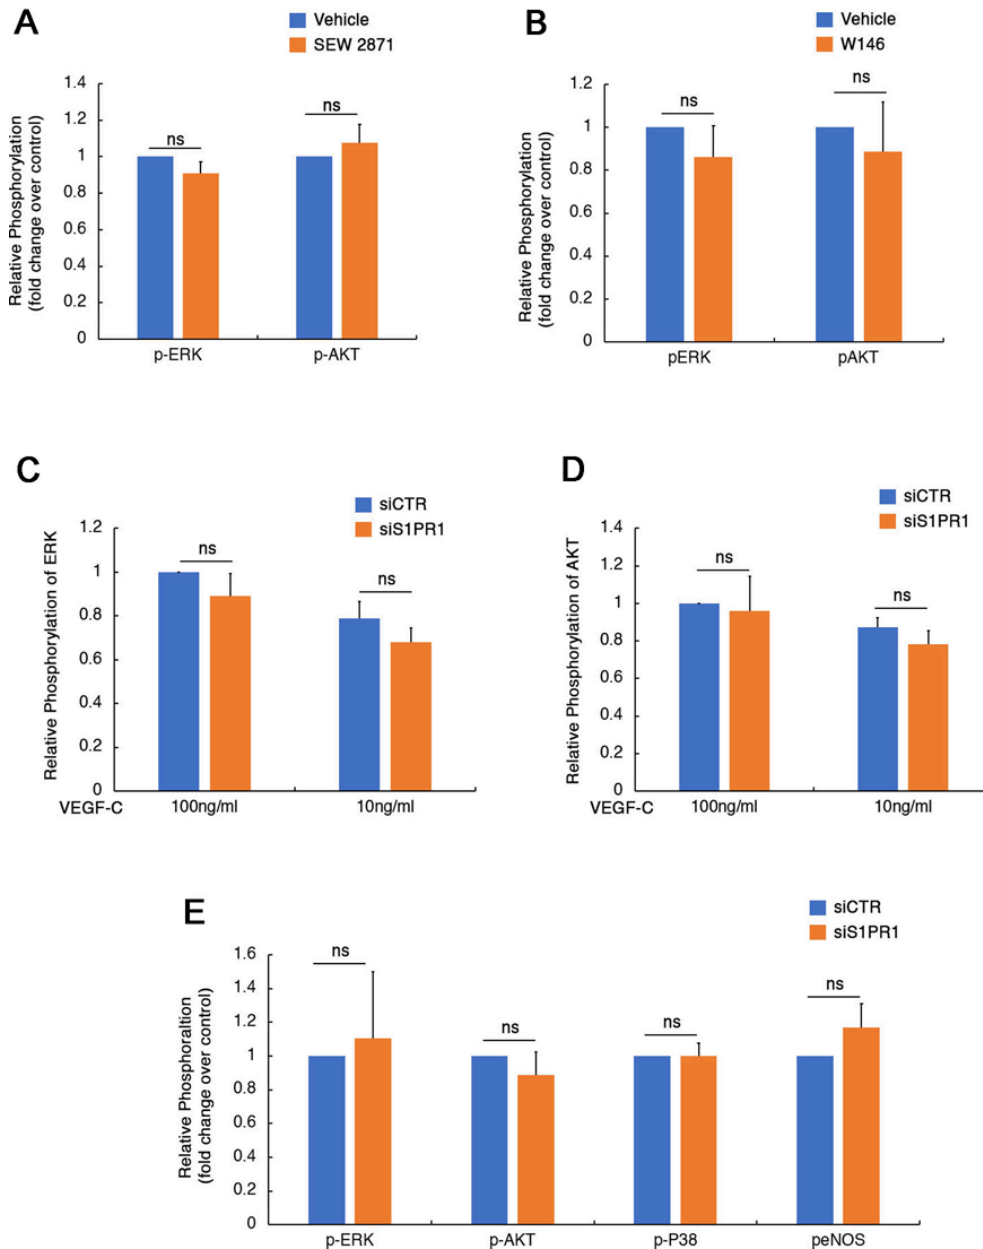 A
Vehicle
SEW 2871
Relative Phosphorylation
(fold change over control)
1.4
1.2
1
0.8
0.6
0.4
0.2
0
ns
ns
p-ERK
p-AKT
B
Vehicle
W146
Relative Phosphorylation
(fold change over control)
1.2
1
0.8
0.6
0.4
0.2
0
ns
ns
pERK
pAKT
C
siCTR
siS1PR1
Relative Phosphorylation of ERK
1.2
1
0.8
0.6
0.4
0.2
0
ns
ns
VEGF-C
100ng/ml
10ng/ml
D
siCTR
siS1PR1
Relative Phosphorylation of AKT
1.4
1.2
1
0.8
0.6
0.4
0.2
0
ns
ns
VEGF-C
100ng/ml
10ng/ml
E
siCTR
siS1PR1
Relative Phosphoraltion
(fold change over control)
1.6
1.4
1.2
1
0.8
0.6
0.4
0.2
0
ns
ns
ns
ns
p-ERK
p-AKT
p-P38
peNOS